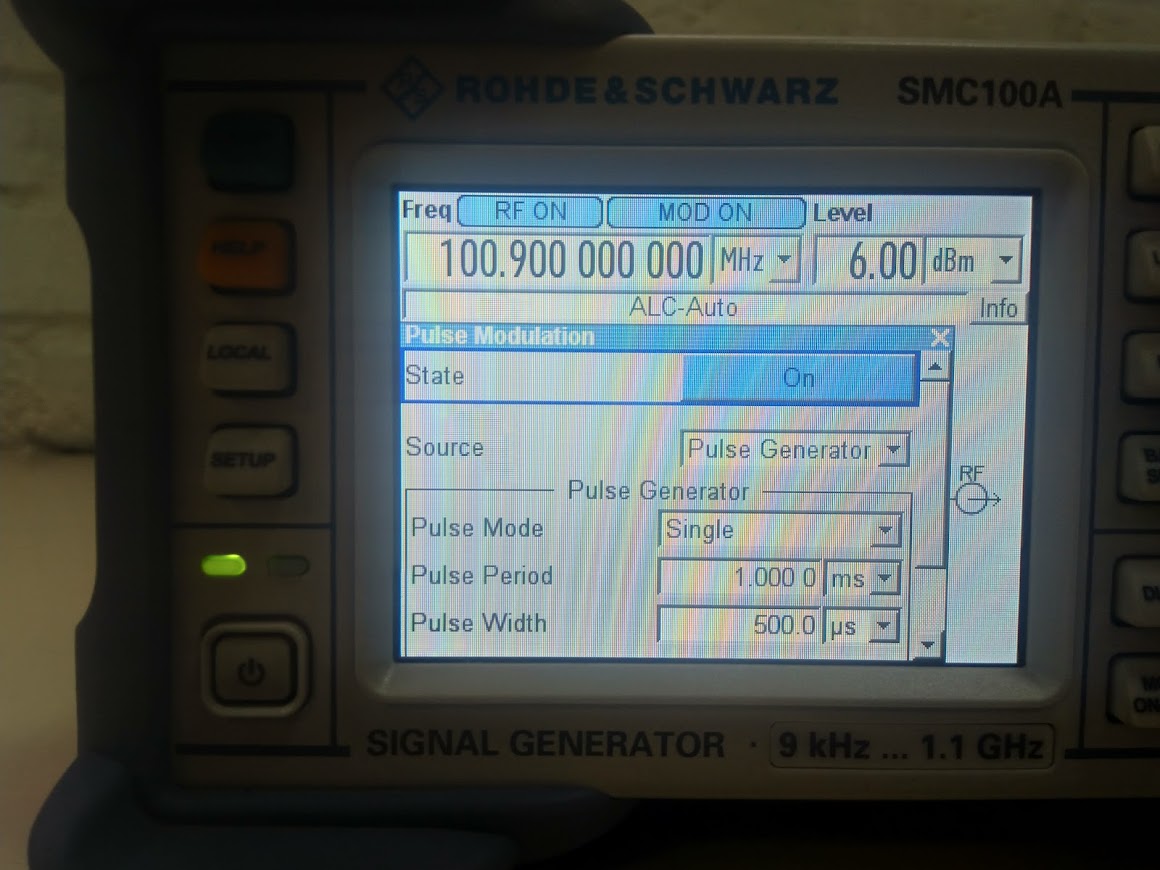 ROHDE & SCHWARZ SMC100A
Freq RF ON MOD ON Level
100.900 000 000 MHz 6.00 dBm
ALC-Auto Info
Pulse Modulation
State On
Source Pulse Generator
Pulse Generator
Pulse Mode Single
Pulse Period 1.000 0 ms
Pulse Width 500.0 µs
RF
HELP
LOCAL
SETUP
SIGNAL GENERATOR · 9 kHz ... 1.1 GHz